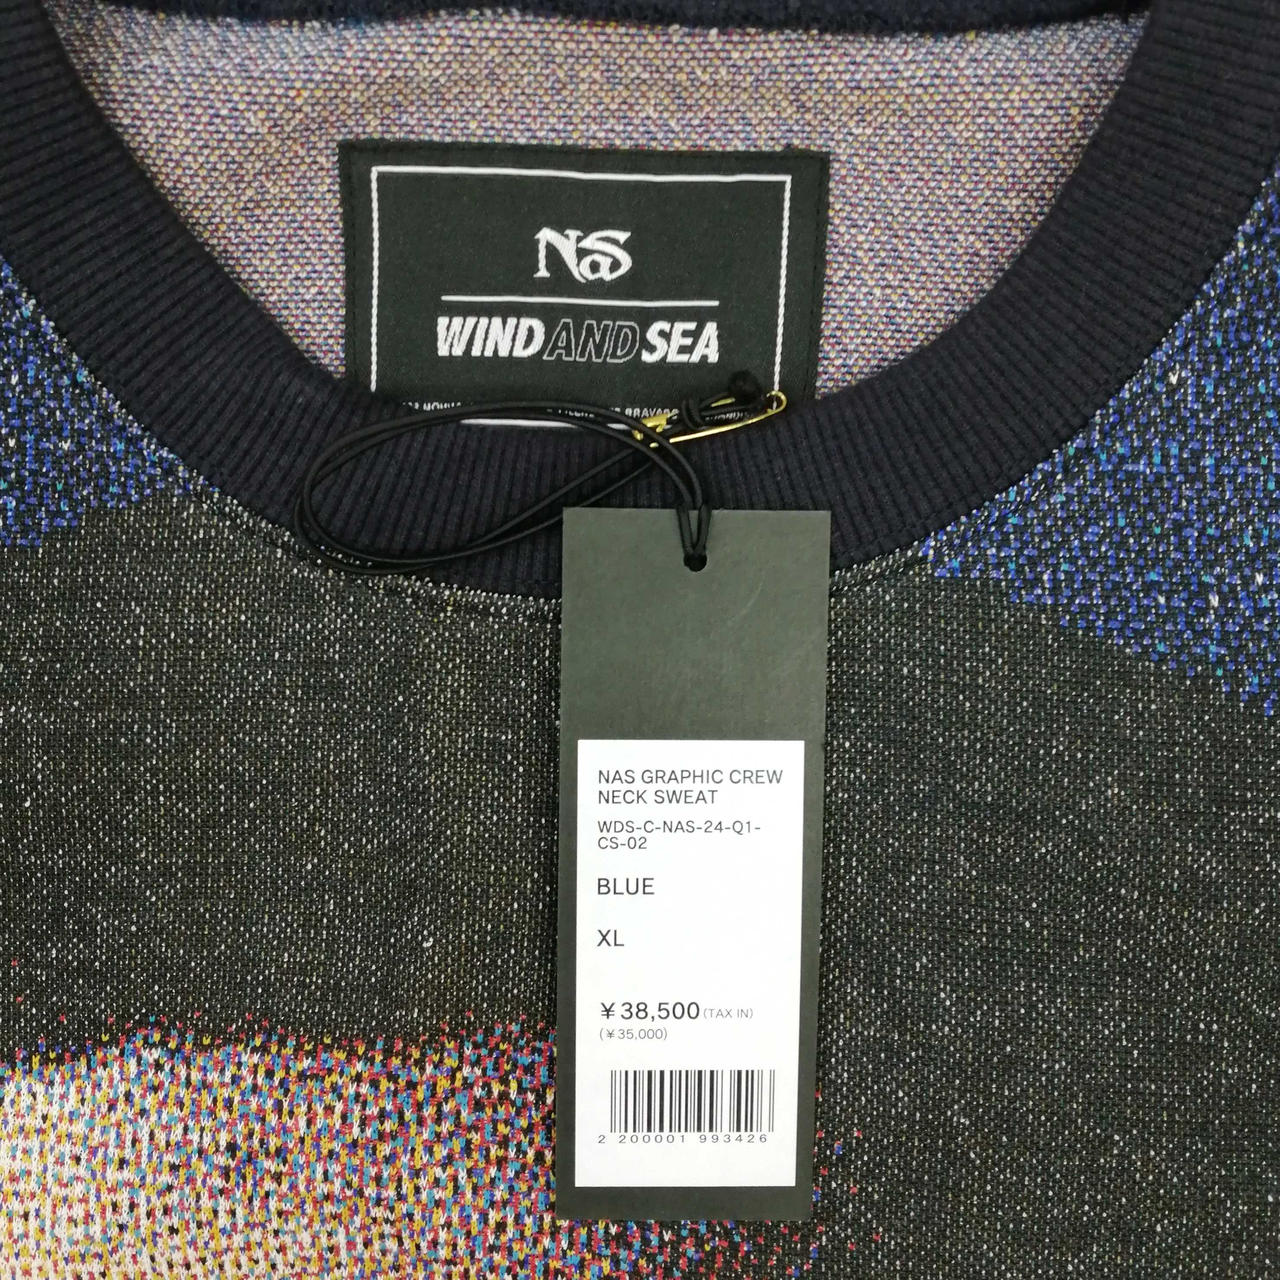 NaS
WIND AND SEA
BRAVADO
NAS GRAPHIC CREW
NECK SWEAT
WDS-C-NAS-24-Q1-
CS-02
BLUE
XL
￥38,500 (TAX IN)
(￥35,000)
2 200001 993426